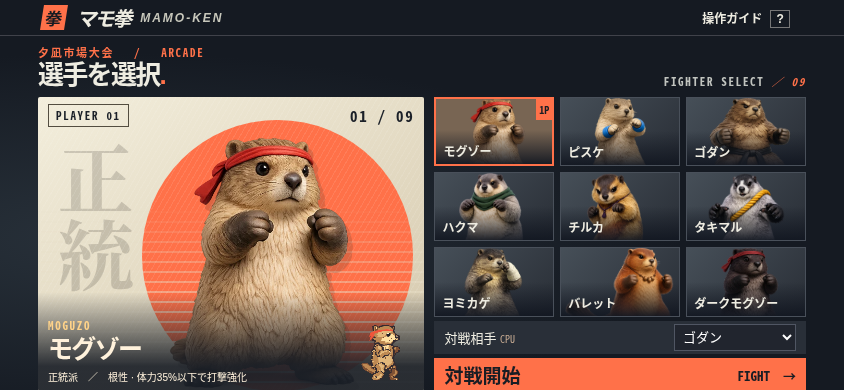 拳 マモ拳 MAMO-KEN
操作ガイド ?
夕凪市場大会 / ARCADE
選手を選択.
FIGHTER SELECT / 09
PLAYER 01
01 / 09
正統
MOGUZO
モグゾー
正統派 / 根性・体力35%以下で打撃強化
1P
モグゾー
ビスケ
ゴダン
ハクマ
チルカ
タキマル
ヨミカゲ
バレット
ダークモグゾー
対戦相手 CPU
ゴダン
対戦開始
FIGHT →